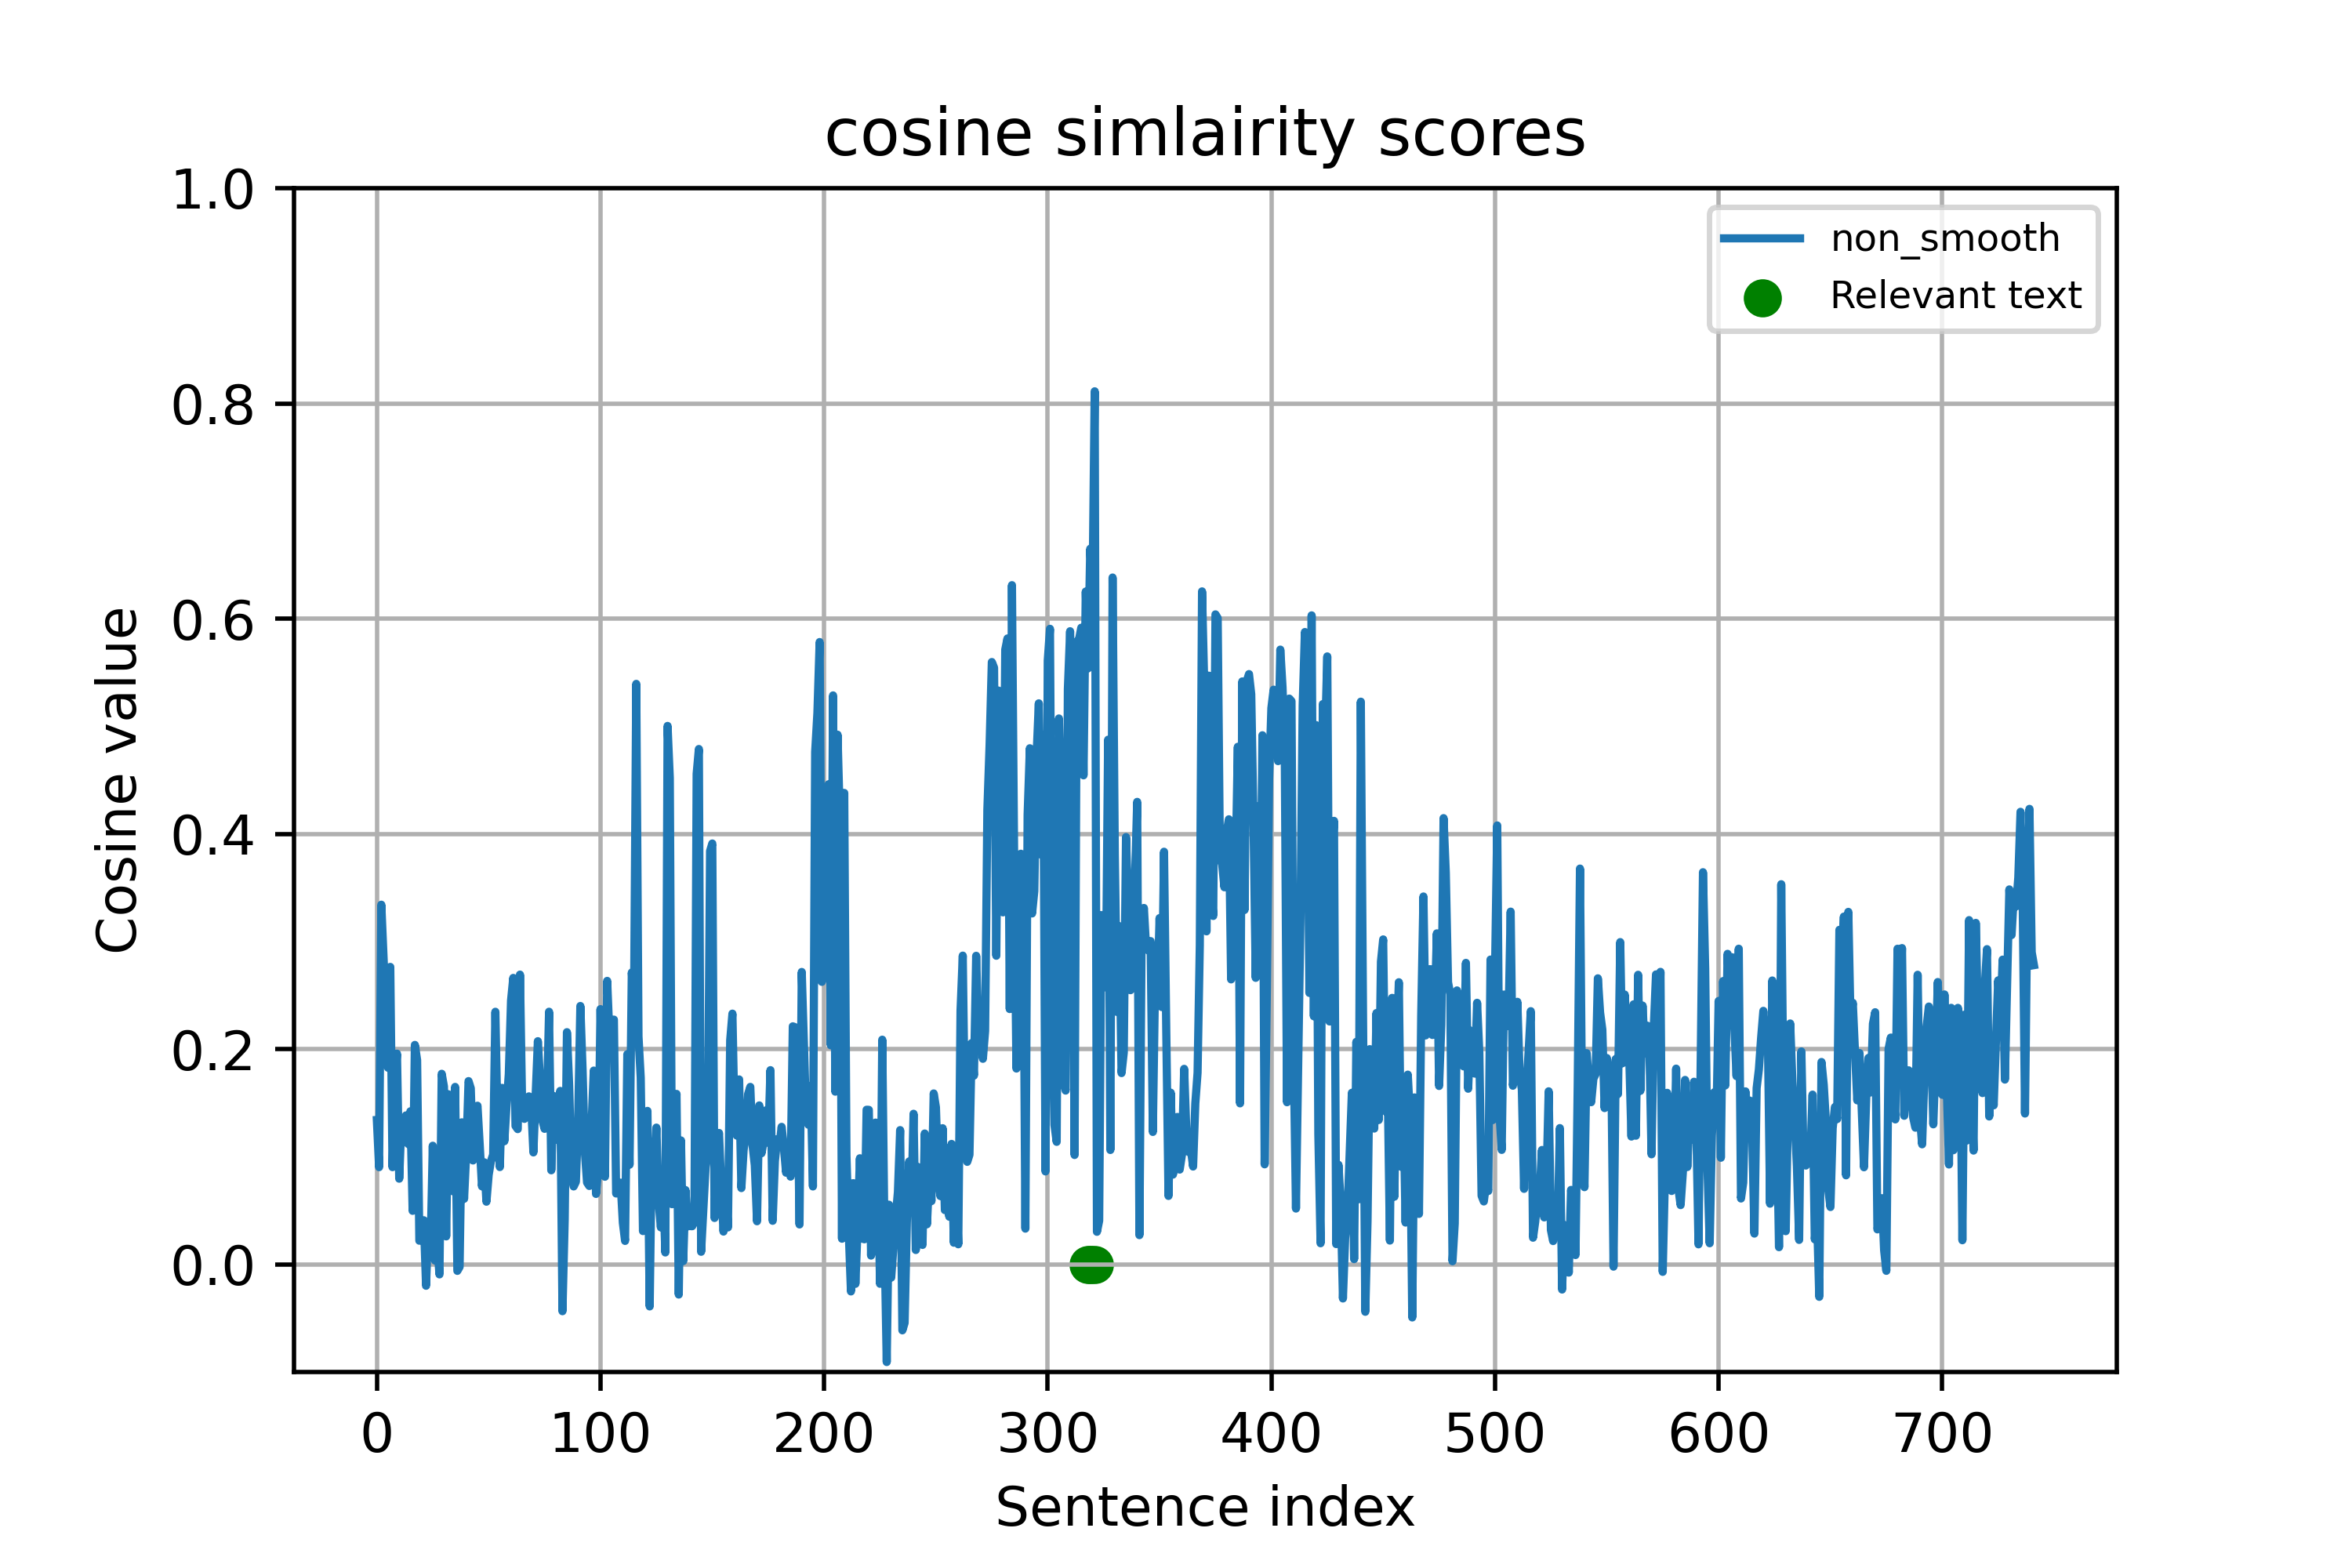 cosine simlairity scores
1.0
0.8
0.6
0.4
0.2
0.0
Cosine value
non_smooth
Relevant text
0 100 200 300 400 500 600 700
Sentence index